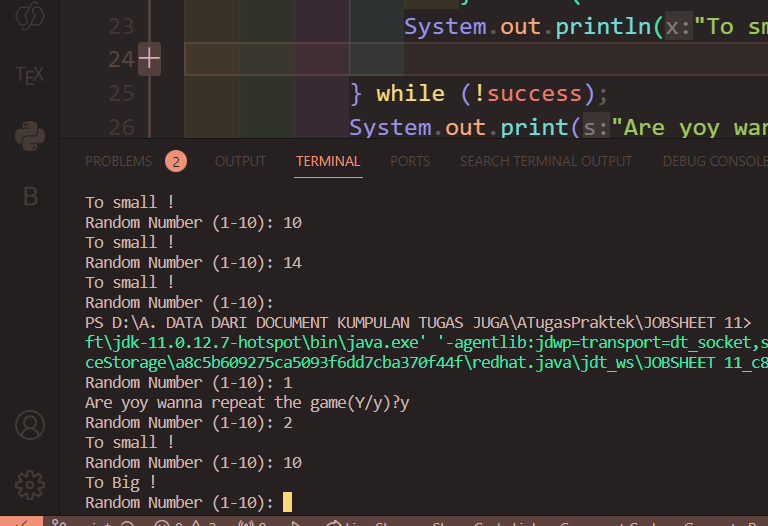 23 System.out.println(x:"To sm
24
25 } while (!success);
26 System.out.print(s:"Are yoy wan
TEX
B
PROBLEMS 2 OUTPUT TERMINAL PORTS SEARCH TERMINAL OUTPUT DEBUG CONSOLE
To small !
Random Number (1-10): 10
To small !
Random Number (1-10): 14
To small !
Random Number (1-10):
PS D:\A. DATA DARI DOCUMENT KUMPULAN TUGAS JUGA\ATugasPraktek\JOBSHEET 11>
ft\jdk-11.0.12.7-hotspot\bin\java.exe' '-agentlib:jdwp=transport=dt_socket,s
ceStorage\a8c5b609275ca5093f6dd7cba370f44f\redhat.java\jdt_ws\JOBSHEET 11_c8
Random Number (1-10): 1
Are yoy wanna repeat the game(Y/y)?y
Random Number (1-10): 2
To small !
Random Number (1-10): 10
To Big !
Random Number (1-10):